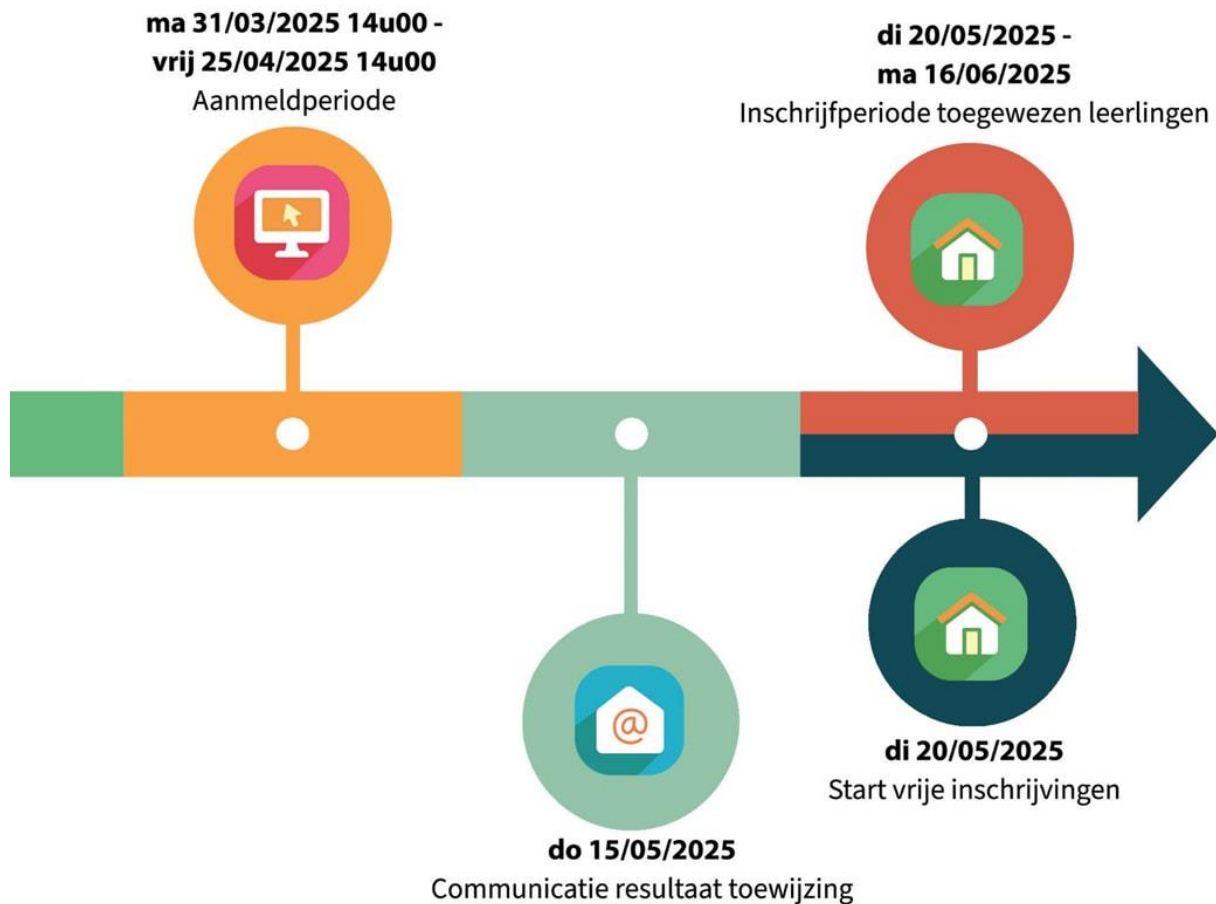 ma 31/03/2025 14u00 -
vrij 25/04/2025 14u00
Aanmeldperiode
di 20/05/2025 -
ma 16/06/2025
Inschrijfperiode toegewezen leerlingen
@
do 15/05/2025
Communicatie resultaat toewijzing
di 20/05/2025
Start vrije inschrijvingen